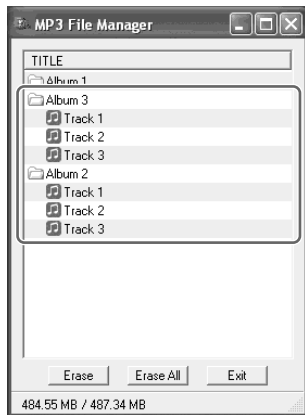 MP3 File Manager
TITLE
Album 1
Album 3
Track 1
Track 2
Track 3
Album 2
Track 1
Track 2
Track 3
Erase Erase All Exit
484.55 MB / 487.34 MB